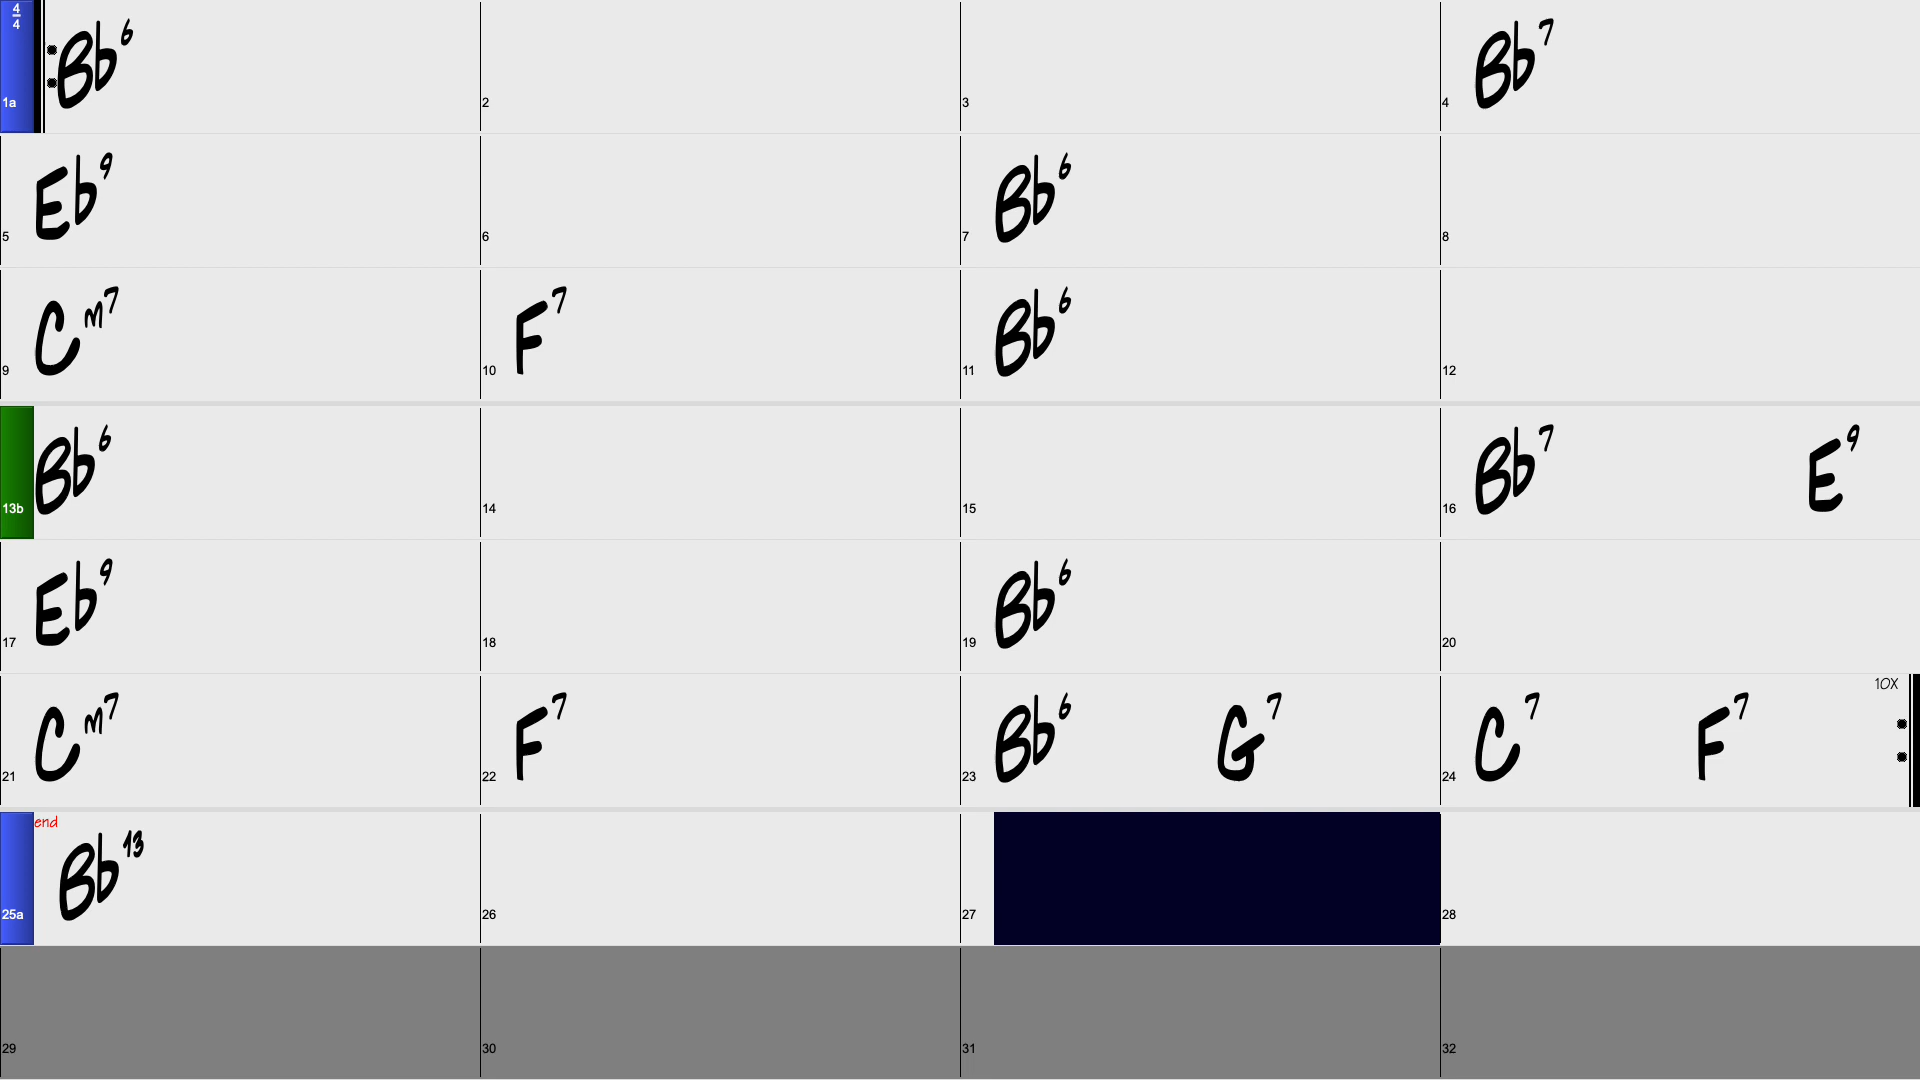 4/4 1a Bb6 2 3 4 Bb7
5 Eb9 6 7 Bb6 8
9 Cm7 10 F7 11 Bb6 12
13b Bb6 14 15 16 Bb7 E9
17 Eb9 18 19 Bb6 20
21 Cm7 22 F7 23 Bb6 G7 24 C7 F7 10X
25a end Bb13 26 27 28
29 30 31 32